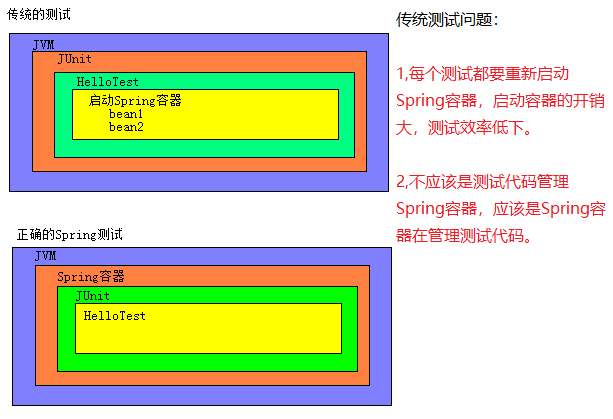 传统的测试
JVM
JUnit
HelloTest
启动Spring容器
bean1
bean2
正确的Spring测试
JVM
Spring容器
JUnit
HelloTest
传统测试问题：
1,每个测试都要重新启动
Spring容器，启动容器的开销
大，测试效率低下。
2,不应该是测试代码管理
Spring容器，应该是Spring容
器在管理测试代码。